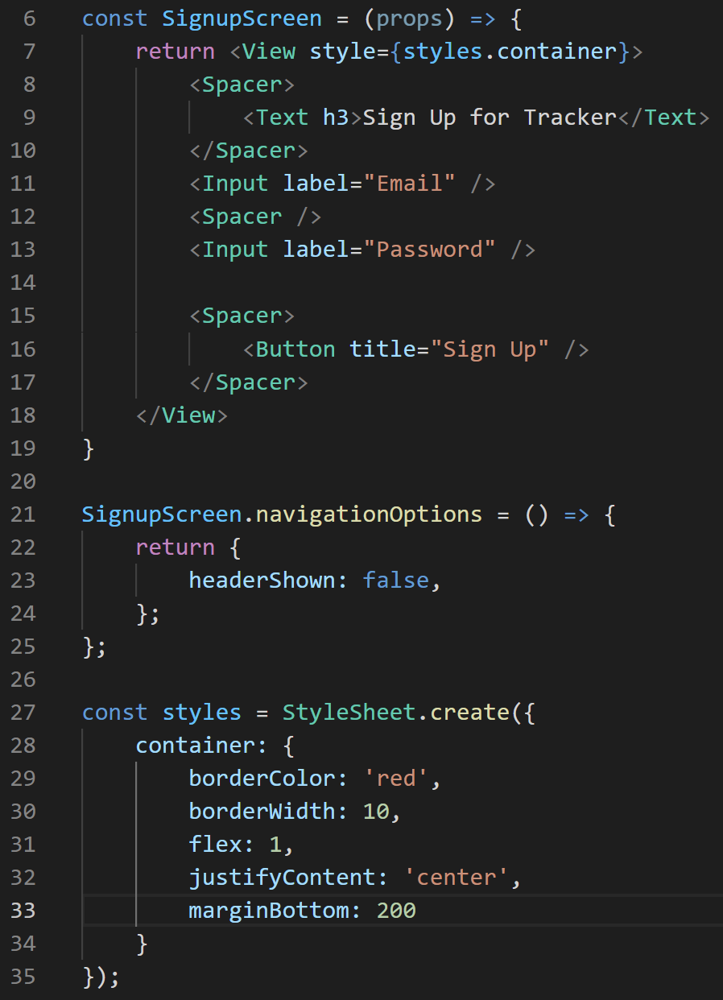 6 const SignupScreen = (props) => {
7     return <View style={styles.container}>
8         <Spacer>
9             <Text h3>Sign Up for Tracker</Text>
10         </Spacer>
11         <Input label="Email" />
12         <Spacer />
13         <Input label="Password" />
14
15         <Spacer>
16             <Button title="Sign Up" />
17         </Spacer>
18     </View>
19 }
20
21 SignupScreen.navigationOptions = () => {
22     return {
23         headerShown: false,
24     };
25 };
26
27 const styles = StyleSheet.create({
28     container: {
29         borderColor: 'red',
30         borderWidth: 10,
31         flex: 1,
32         justifyContent: 'center',
33         marginBottom: 200
34     }
35 });